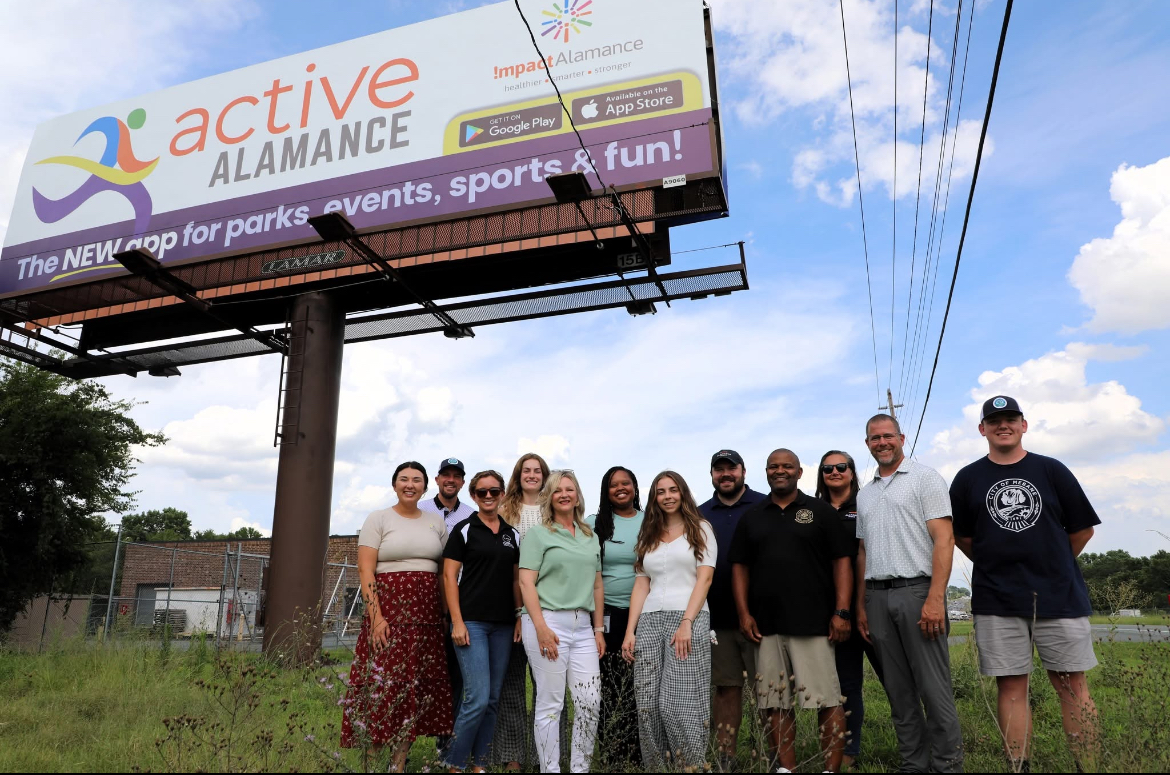 active
ALAMANCE
!mpactAlamance
healthier • smarter • stronger
GET IT ON
Google Play
Available on the
App Store
The NEW app for parks, events, sports & fun!
A9060
LAMAR
CITY OF MEBANE